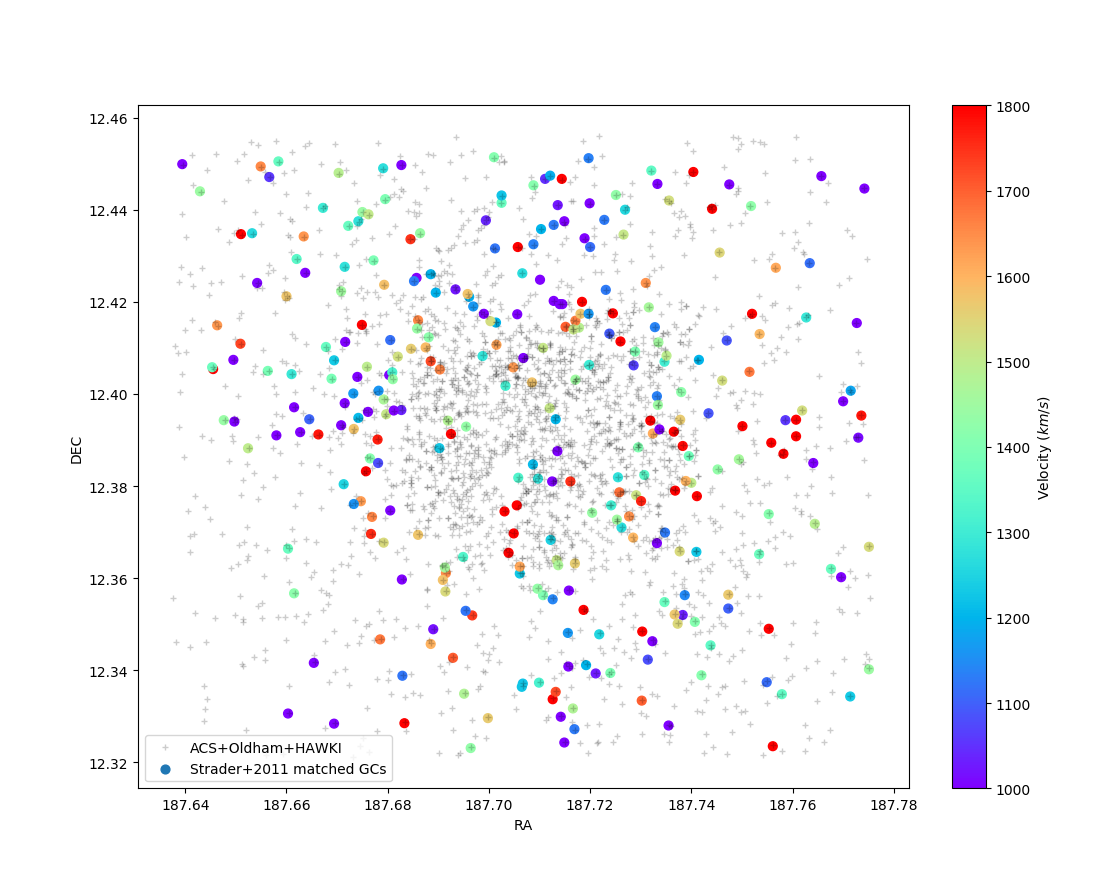 12.46
12.44
12.42
12.40
12.38
12.36
12.34
12.32
DEC
187.64 187.66 187.68 187.70 187.72 187.74 187.76 187.78
RA
ACS+Oldham+HAWKI
Strader+2011 matched GCs
1800
1700
1600
1500
1400
1300
1200
1100
1000
Velocity (km/s)